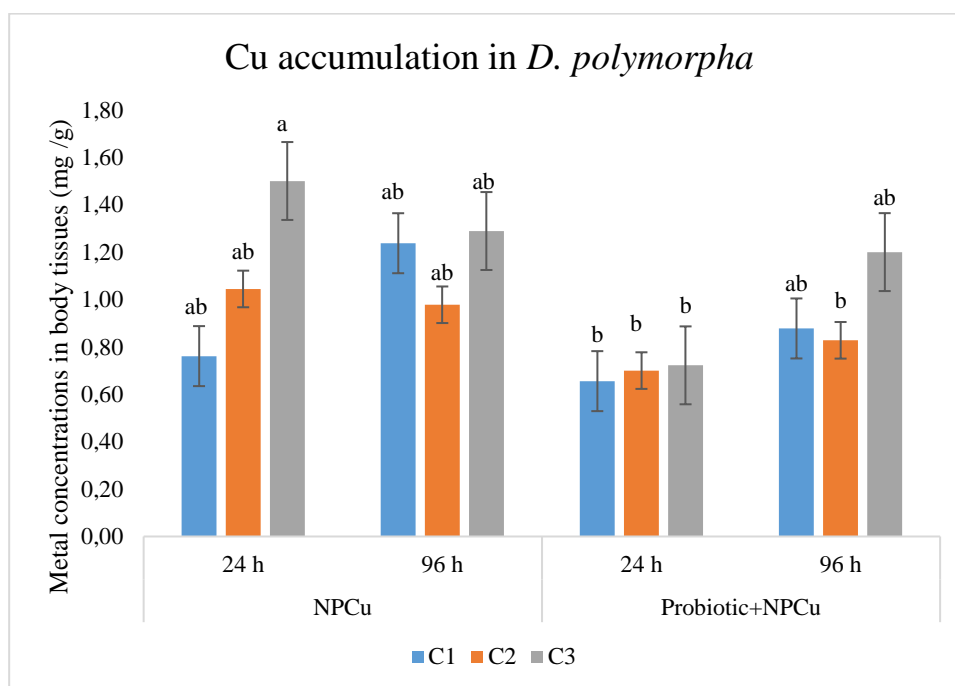 Cu accumulation in D. polymorpha
Metal concentrations in body tissues (mg /g)
1,80
1,60
1,40
1,20
1,00
0,80
0,60
0,40
0,20
0,00
ab
ab
a
ab
ab
ab
b
b
b
ab
b
ab
24 h
96 h
24 h
96 h
NPCu
Probiotic+NPCu
C1
C2
C3